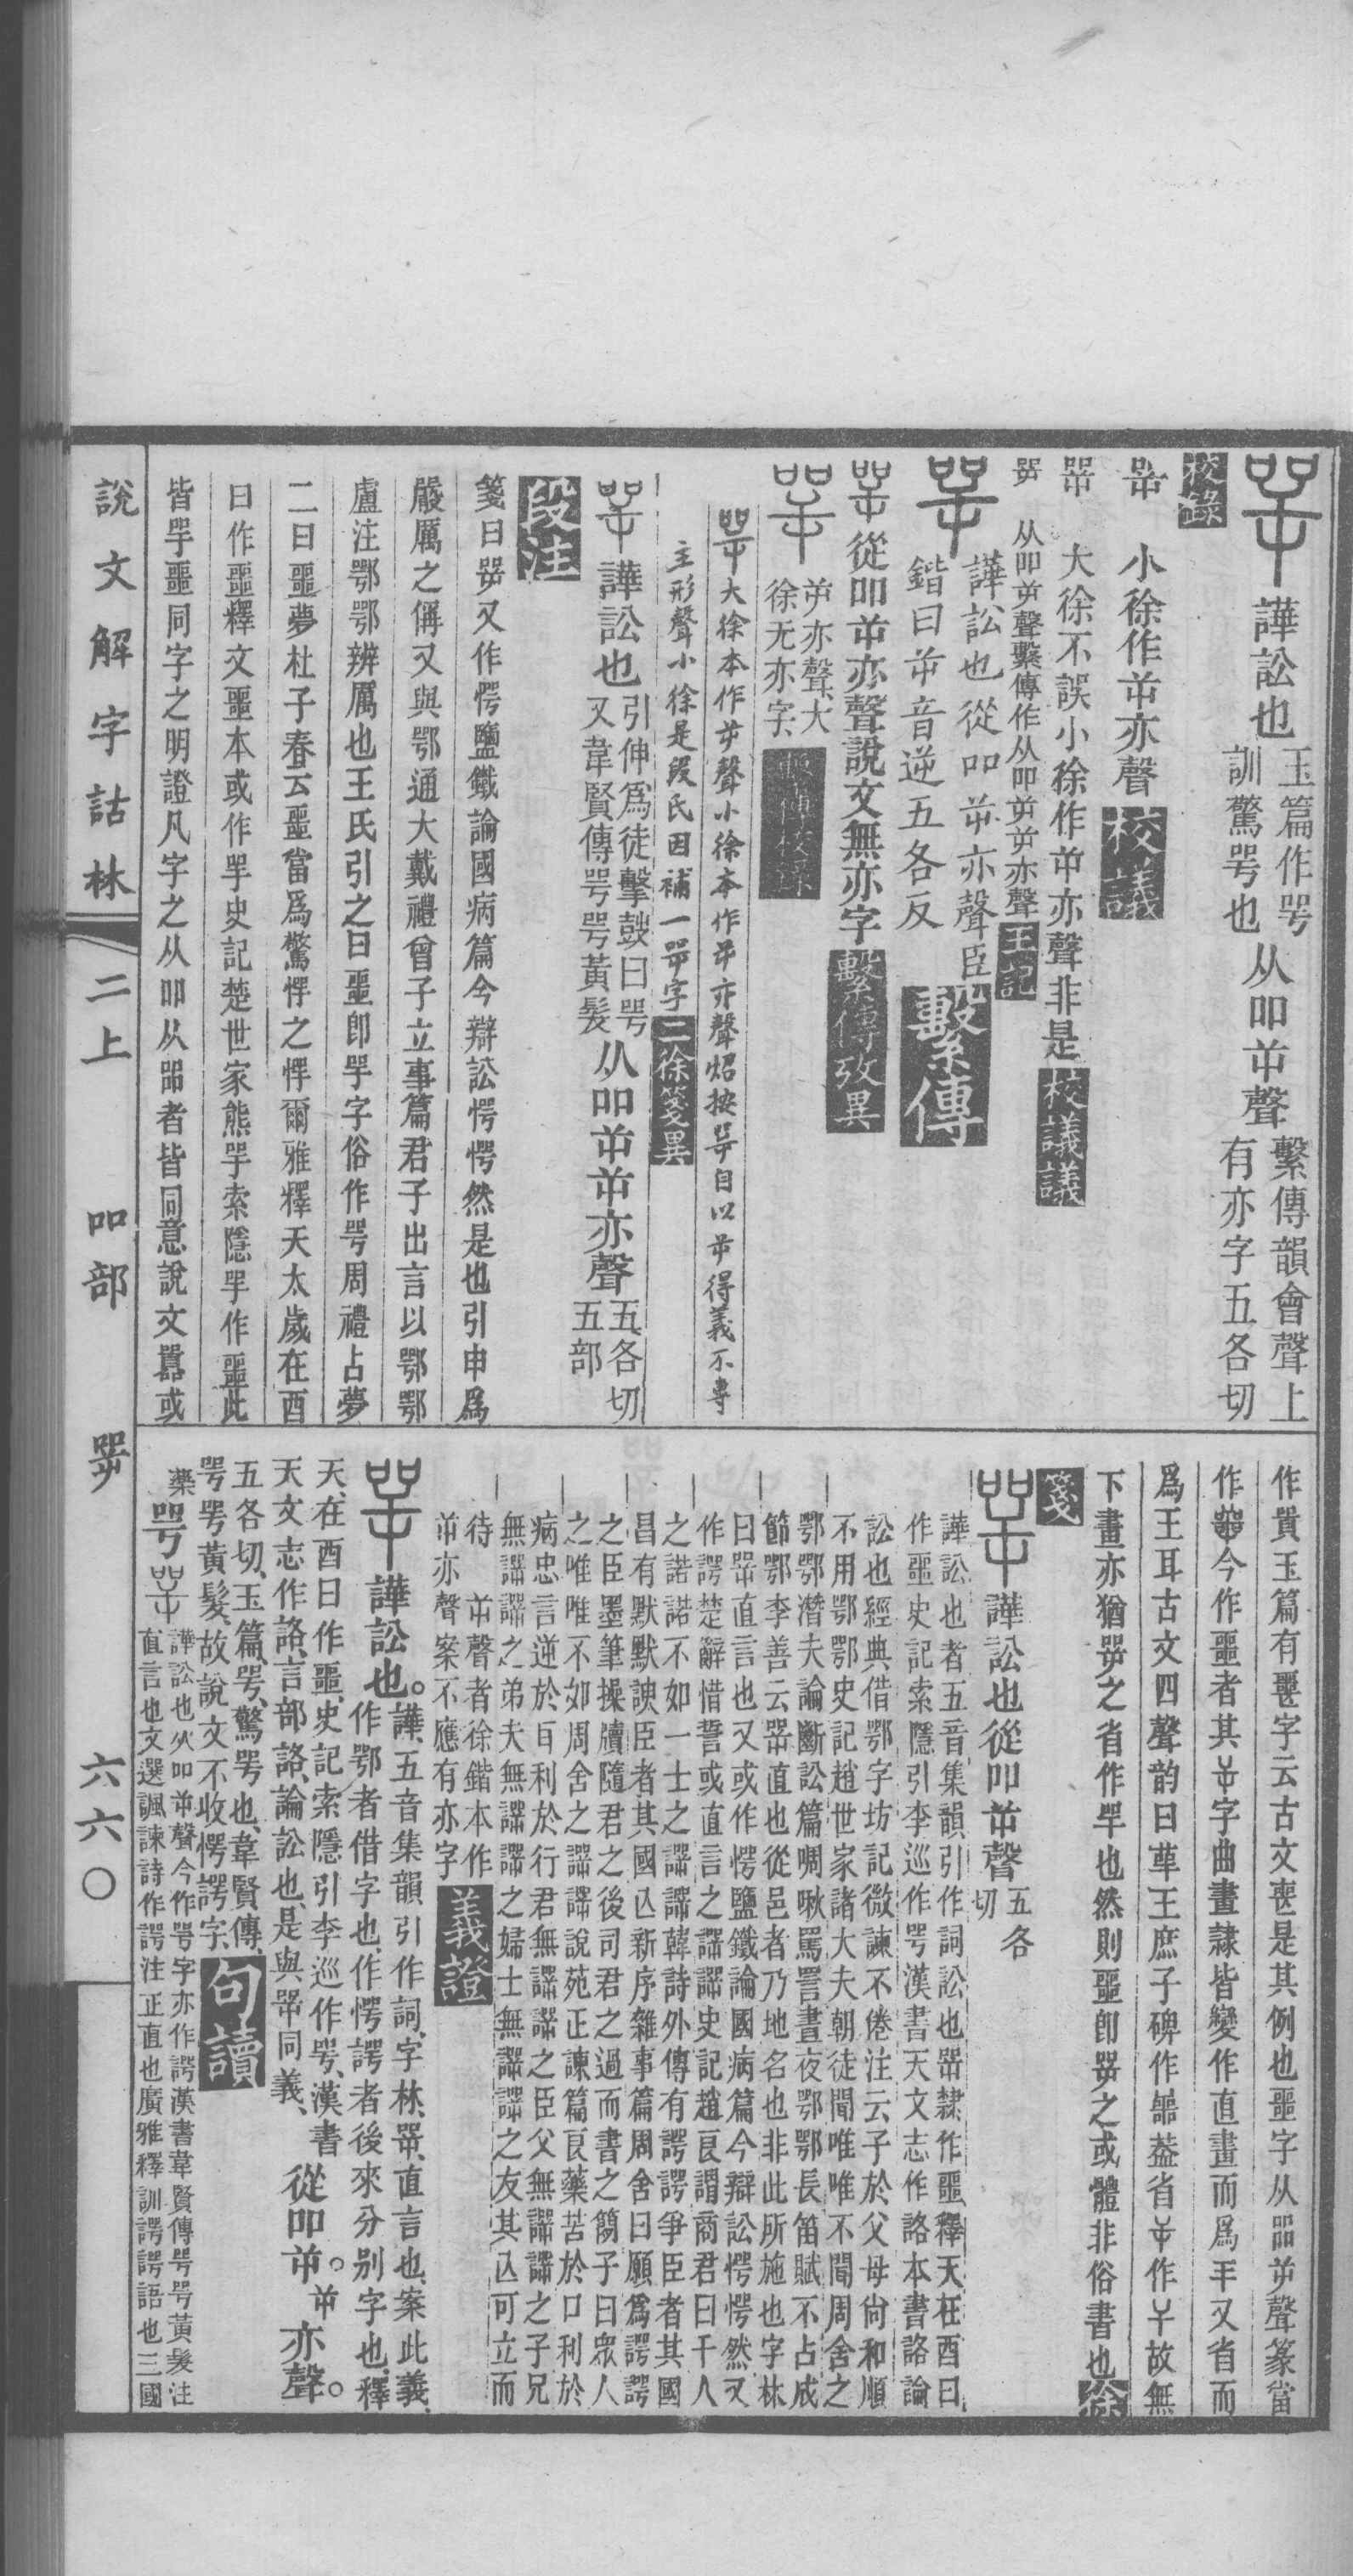 譁訟也玉篇作咢訓驚咢也从吅屰聲繫傳韻會聲上有亦字五各切
校錄
小徐作屰亦聲校議
大徐不誤小徐作屰亦聲非是校議議
从吅屰聲繫傳作从吅屰屰亦聲王記
譁訟也從吅屰亦聲臣鍇曰屰音逆五各反繫傳
從吅屰亦聲說文無亦字繫傳攷異
屰亦聲大徐无亦字
大徐本作屰聲小徐本作屰屰亦聲炤按咢自以屰得義不專
主形聲小徐是段氏因補一屰字二徐箋異
譁訟也引伸爲徒擊鼓曰咢又韋賢傳咢咢黃髮从吅屰屰亦聲五各切五部
段注
箋曰咢又作愕鹽鐵論國病篇今辯訟愕愕然是也引申爲
嚴厲之偁又與鄂通大戴禮曾子立事篇君子出言以鄂鄂
盧注鄂鄂辨厲也王氏引之曰噩卽咢字俗作咢周禮占夢
二曰噩夢杜子春云噩當爲驚愕之愕爾雅釋天太歲在酉
曰作噩釋文噩本或作咢史記楚世家熊咢索隱咢作噩此
皆咢噩同字之明證凡字之从吅从㗊者皆同意說文囂或
作𧵩玉篇有噩字云古文喪是其例也噩字从㗊屰聲篆當
作今作噩者其屰字曲畫隸皆變作直畫而爲又省而
爲王耳古文四聲韵曰華王庶子碑作葢省作故無
下畫亦猶咢之省作咢也然則噩卽咢之或體非俗書也徐
箋
譁訟也從吅屰聲五各切
譁訟也者五音集韻引作詞訟也咢隸作噩釋天在酉曰
作噩史記索隱引李巡作咢漢書天文志作詻本書詻論
訟也經典借鄂字坊記微諫不倦注云子於父母尙和順
不用鄂鄂史記趙世家諸大夫朝徒聞唯唯不聞周舍之
鄂鄂潛夫論斷訟篇啁啾罵詈晝夜鄂鄂長笛賦不占成
節鄂李善云咢直也從邑者乃地名也非此所施也字林
曰咢直言也又或作愕鹽鐵論國病篇今辯訟愕愕然又
作諤楚辭惜誓或直言之諤諤史記趙良謂商君曰千人
之諾諾不如一士之諤諤韓詩外傳有諤諤爭臣者其國
昌有默默諛臣者其國亾新序雜事篇周舍曰願爲諤諤
之臣墨筆操牘隨君之後司君之過而書之簡子曰眾人
之唯唯不如周舍之諤諤說苑正諫篇良藥苦於口利於
病忠言逆於耳利於行君無諤諤之臣父無諤諤之子兄
無諤諤之弟夫無諤諤之婦士無諤諤之友其亾可立而
待　屰聲者徐鍇本作
屰亦聲案不應有亦字義證
譁訟也。譁、五音集韻引作詞、字林、咢、直言也、案此義、作鄂者借字也、作愕諤者後來分別字也、釋
天、在酉曰作噩、史記索隱引李巡作咢、漢書天文志作詻、言部詻、論訟也、是與咢同義、從吅屰。屰亦聲。
五各切、玉篇、咢、驚咢也、韋賢傳、咢咢黃髮、故說文不收愕諤字、句讀
𣡌咢譁訟也从吅屰聲今作咢字亦作諤漢書韋賢傳咢咢黃髮注直言也文選諷諫詩作諤注正直也廣雅釋訓諤諤語也三國
說文解字詁林 二上 吅部 咢 六六〇